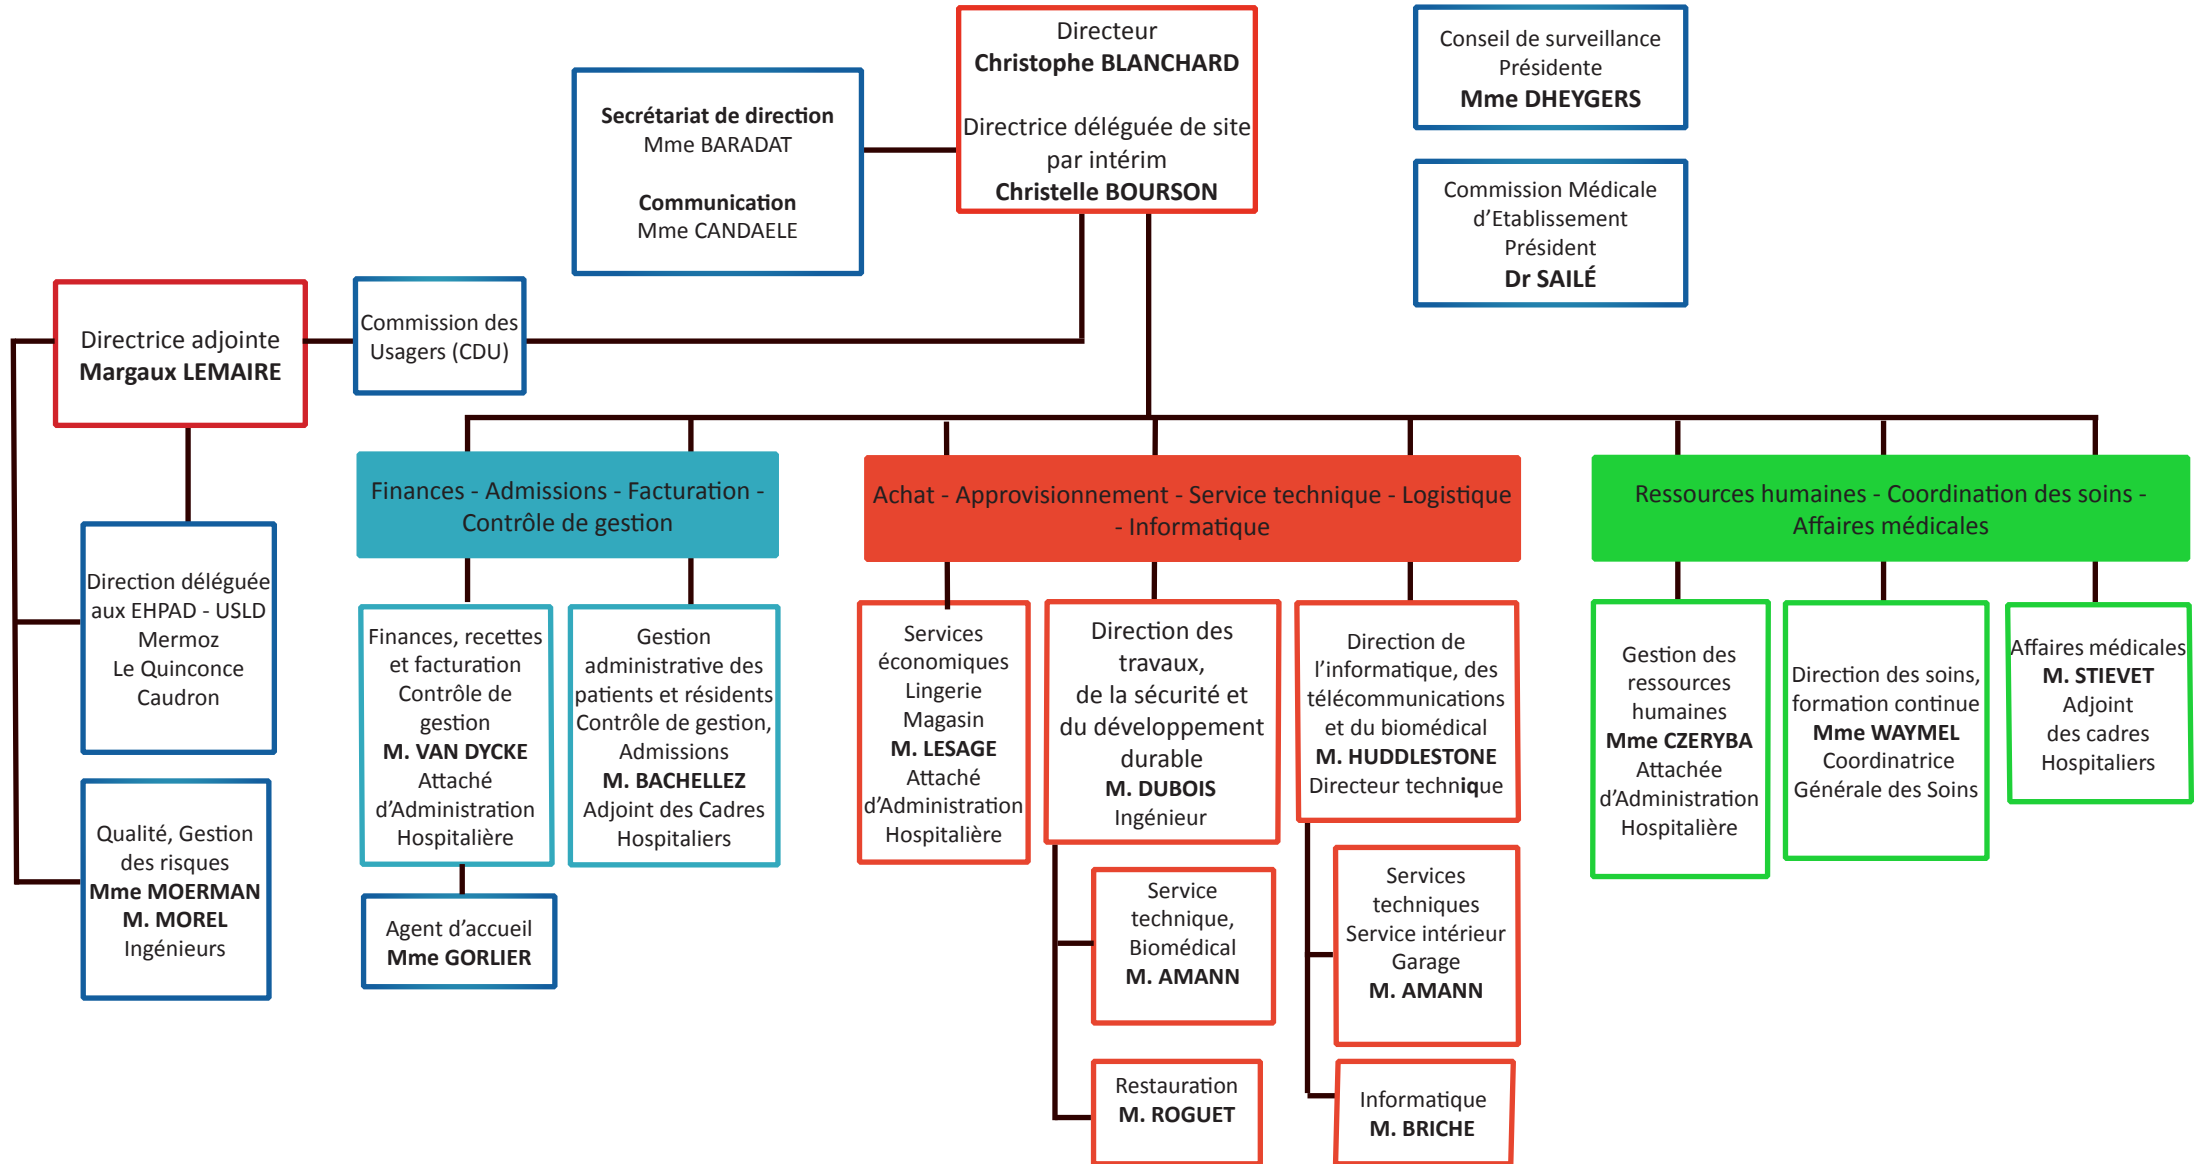 Directeur
Christophe BLANCHARD
Directrice déléguée de site
par intérim
Christelle BOURSON
Conseil de surveillance
Présidente
Mme DHEYGERS
Commission Médicale
d’Etablissement
Président
Dr SAILÉ
Secrétariat de direction
Mme BARADAT
Communication
Mme CANDAELE
Directrice adjointe
Margaux LEMAIRE
Commission des
Usagers (CDU)
Finances - Admissions - Facturation -
Contrôle de gestion
Achat - Approvisionnement - Service technique - Logistique
- Informatique
Ressources humaines - Coordination des soins -
Affaires médicales
Direction déléguée
aux EHPAD - USLD
Mermoz
Le Quinconce
Caudron
Qualité, Gestion
des risques
Mme MOERMAN
M. MOREL
Ingénieurs
Finances, recettes
et facturation
Contrôle de
gestion
M. VAN DYCKE
Attaché
d’Administration
Hospitalière
Agent d’accueil
Mme GORLIER
Gestion
administrative des
patients et résidents
Contrôle de gestion,
Admissions
M. BACHELLEZ
Adjoint des Cadres
Hospitaliers
Services
économiques
Lingerie
Magasin
M. LESAGE
Attaché
d’Administration
Hospitalière
Direction des
travaux,
de la sécurité et
du développement
durable
M. DUBOIS
Ingénieur
Service
technique,
Biomédical
M. AMANN
Restauration
M. ROGUET
Direction de
l’informatique, des
télécommunications
et du biomédical
M. HUDDLESTONE
Directeur technique
Services
techniques
Service intérieur
Garage
M. AMANN
Informatique
M. BRICHE
Gestion des
ressources
humaines
Mme CZERYBA
Attachée
d’Administration
Hospitalière
Direction des soins,
formation continue
Mme WAYMEL
Coordinatrice
Générale des Soins
Affaires médicales
M. STIEVET
Adjoint
des cadres
Hospitaliers